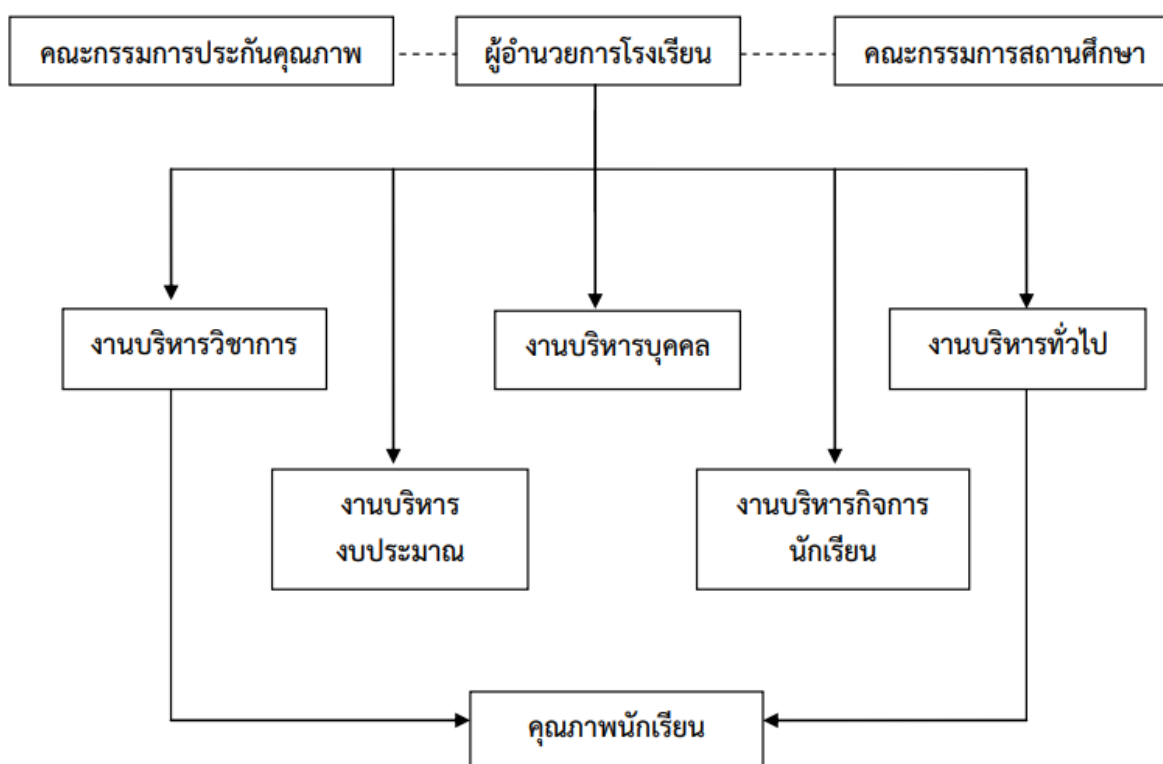 คณะกรรมการประกันคุณภาพ
ผู้อำนวยการโรงเรียน
คณะกรรมการสถานศึกษา
งานบริหารวิชาการ
งานบริหารบุคคล
งานบริหารทั่วไป
งานบริหาร
งบประมาณ
งานบริหารกิจการ
นักเรียน
คุณภาพนักเรียน